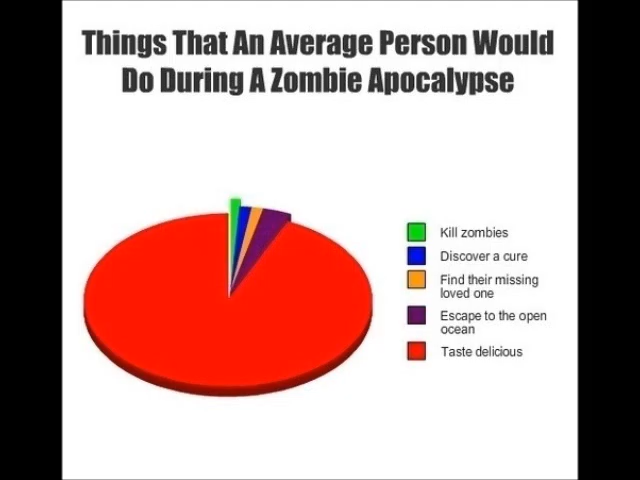 Things That An Average Person Would
Do During A Zombie Apocalypse
Kill zombies
Discover a cure
Find their missing
loved one
Escape to the open
ocean
Taste delicious